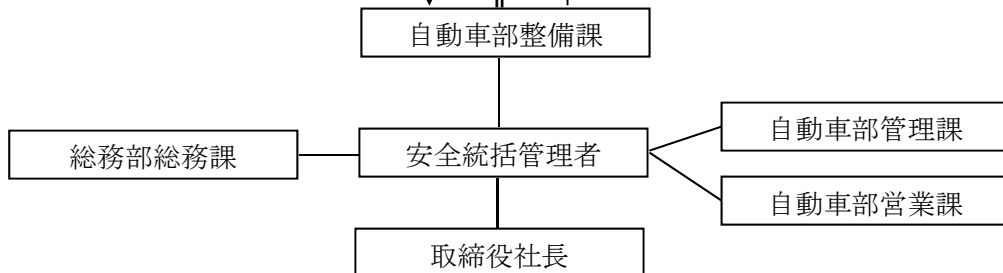 自動車部整備課
自動車部管理課
総務部総務課
安全統括管理者
自動車部営業課
取締役社長